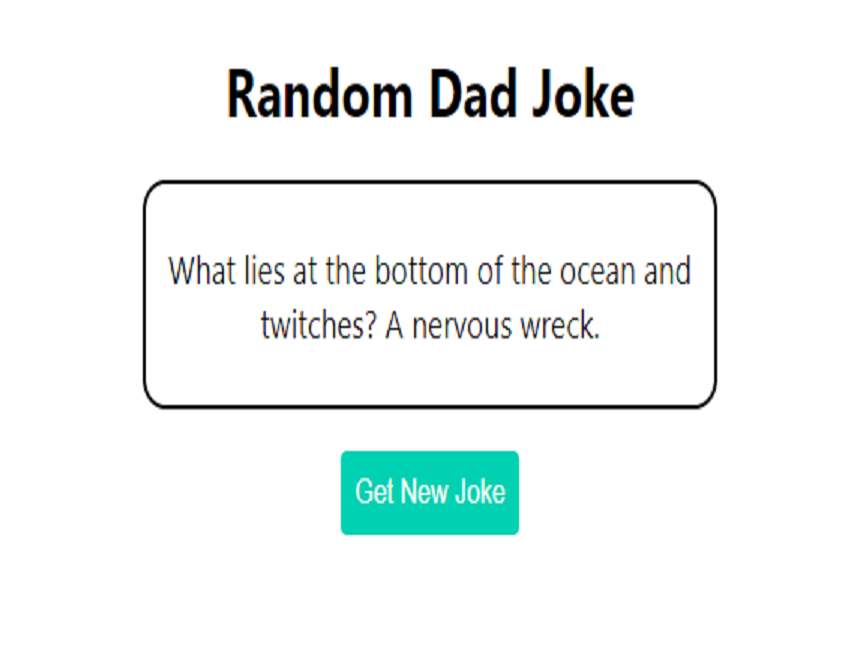 Random Dad Joke
What lies at the bottom of the ocean and
twitches? A nervous wreck.
Get New Joke